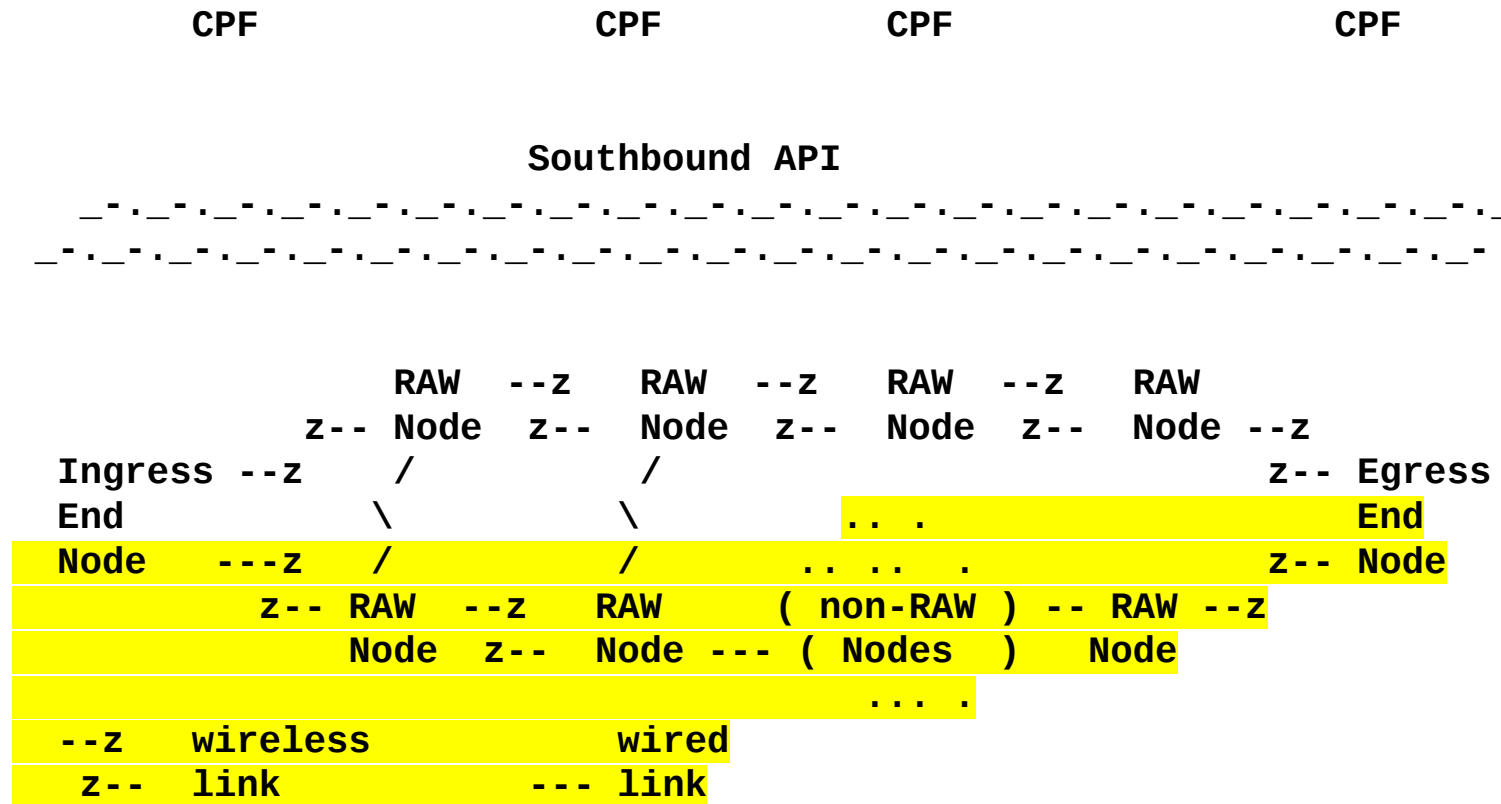 CPF               CPF          CPF                  CPF
                       Southbound API
   _-._-._-._-._-._-._-._-._-._-._-._-._-._-._-._-._-._-._-._-._-._
 _-._-._-._-._-._-._-._-._-._-._-._-._-._-._-._-._-._-._-._-._-._-
                 RAW  --z   RAW  --z   RAW  --z   RAW
             z-- Node  z--  Node  z--  Node  z--  Node --z
  Ingress --z    /          /                           z-- Egress
  End           \          \         .. .                   End
  Node   ---z   /          /       .. ..  .             z-- Node
           z-- RAW  --z   RAW     ( non-RAW ) -- RAW --z
               Node  z--  Node --- ( Nodes  )   Node
                                      ... .
  --z   wireless           wired
   z--  link           --- link